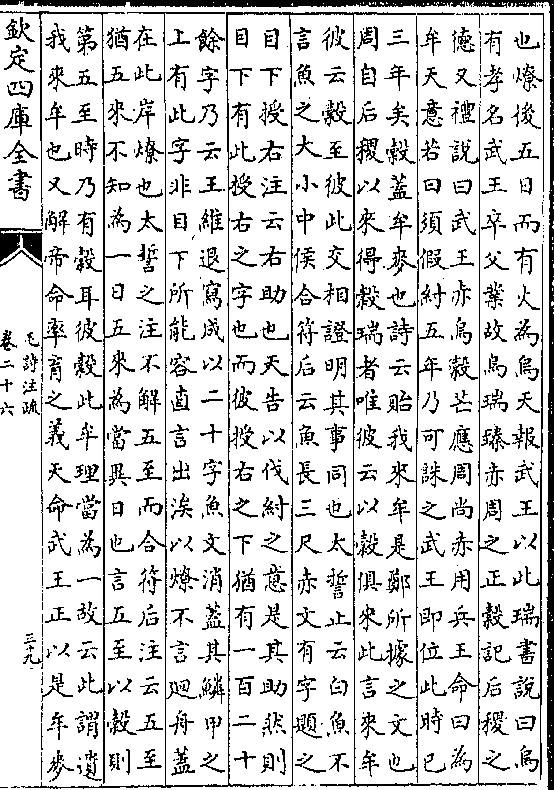 也燎後五日而有火為烏天報武王以此瑞書說曰烏
有孝名武王卒父業故烏瑞臻赤周之正穀記后稷之
德又禮說曰武王赤烏穀芒應周尚赤用兵王命曰為
牟天意若曰須假紂五年乃可誅之武王即位此時已
三年矣穀蓋牟麥也詩云貽我來牟是鄭所據之文也
周自后稷以來得穀瑞者唯彼云以穀俱來此言來牟
彼云穀至彼此交相證明其事同也太誓止云白魚不
言魚之大小中侯合符后云魚長三尺赤文有字題之
目下授右注云右助也天告以伐紂之意是其助然則
目下有此授右之字也而彼授右之下猶有一百二十
餘字乃云王維退寫成以二十字魚文消蓋其鱗甲之
上有此字非目下所能容直言出涘以燎不言迴舟蓋
在此岸燎也太誓之注不解五至而合符后注云五至
猶五來不知為一日五來為當異日也言五至以穀則
第五至時乃有穀耳彼穀此牟理當為一故云此謂遺
我來牟也又解帝命率育之義天命武王正以是牟麥
欽定四庫全書
毛詩注疏
卷二十六
三十九